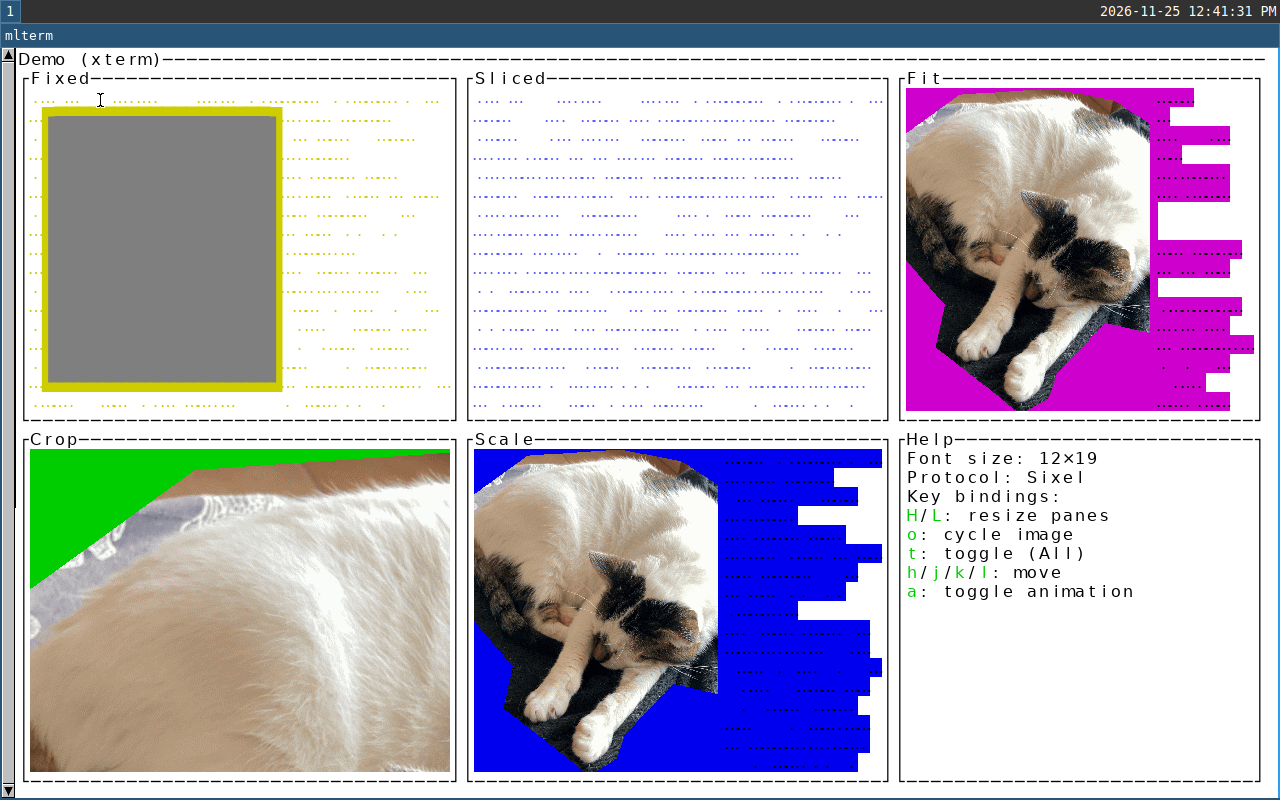 1
2026-11-25 12:41:31 PM
mlterm
Demo (xterm)
Fixed
Sliced
Fit
Crop
Scale
Help
Font size: 12×19
Protocol: Sixel
Key bindings:
H/L: resize panes
o: cycle image
t: toggle (All)
h/j/k/l: move
a: toggle animation